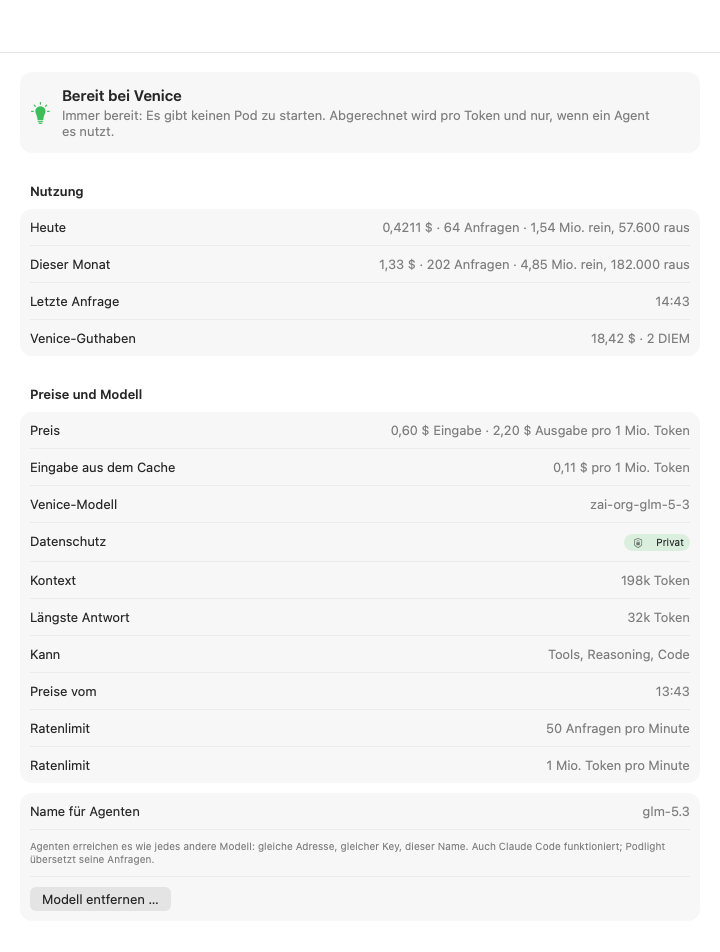 Bereit bei Venice
Immer bereit: Es gibt keinen Pod zu starten. Abgerechnet wird pro Token und nur, wenn ein Agent
es nutzt.
Nutzung
Heute 0,4211 $ · 64 Anfragen · 1,54 Mio. rein, 57.600 raus
Dieser Monat 1,33 $ · 202 Anfragen · 4,85 Mio. rein, 182.000 raus
Letzte Anfrage 14:43
Venice-Guthaben 18,42 $ · 2 DIEM
Preise und Modell
Preis 0,60 $ Eingabe · 2,20 $ Ausgabe pro 1 Mio. Token
Eingabe aus dem Cache 0,11 $ pro 1 Mio. Token
Venice-Modell zai-org-glm-5-3
Datenschutz Privat
Kontext 198k Token
Längste Antwort 32k Token
Kann Tools, Reasoning, Code
Preise vom 13:43
Ratenlimit 50 Anfragen pro Minute
Ratenlimit 1 Mio. Token pro Minute
Name für Agenten glm-5.3
Agenten erreichen es wie jedes andere Modell: gleiche Adresse, gleicher Key, dieser Name. Auch Claude Code funktioniert; Podlight
übersetzt seine Anfragen.
Modell entfernen ...